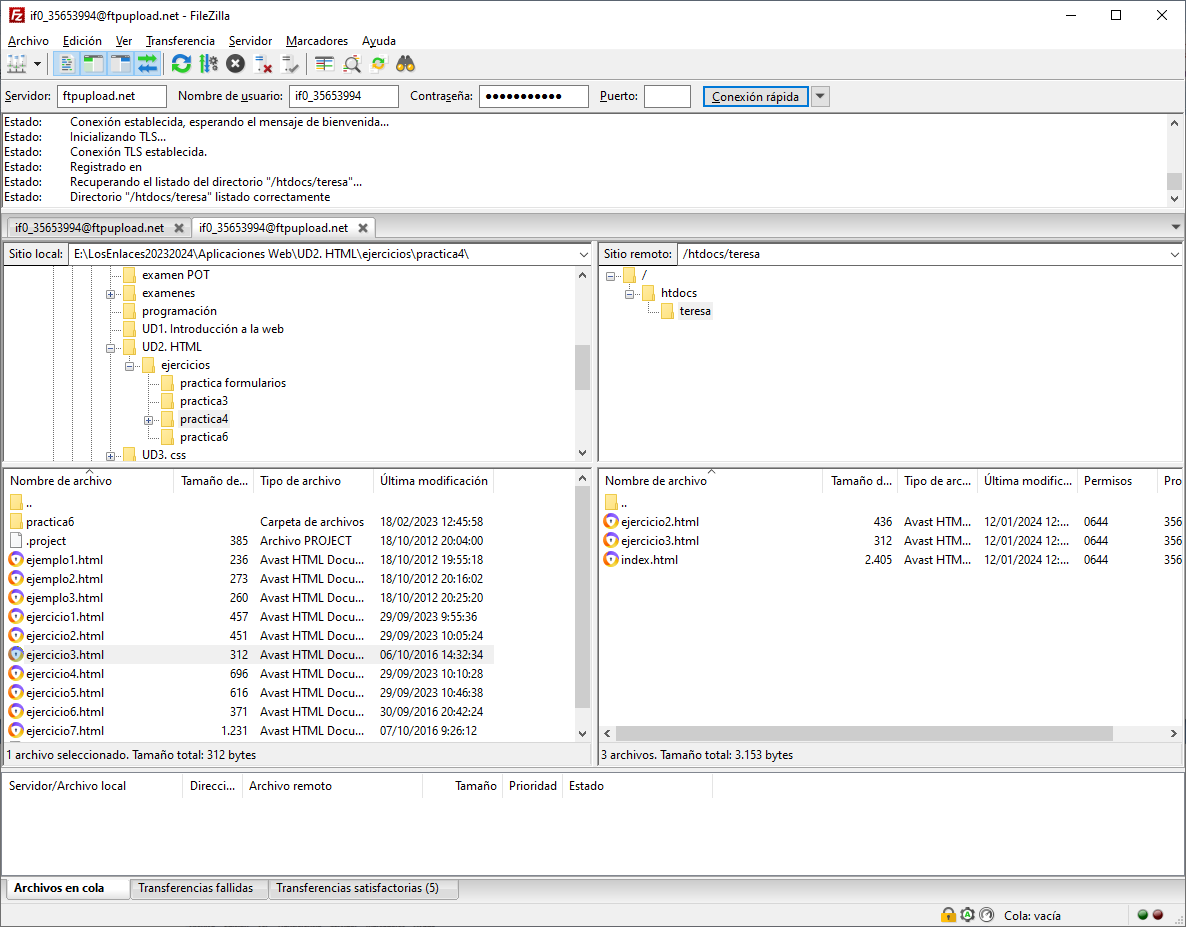 if0_35653994@ftpupload.net - FileZilla
Archivo Edición Ver Transferencia Servidor Marcadores Ayuda
Servidor: ftpupload.net Nombre de usuario: if0_35653994 Contraseña: ●●●●●●●●●●● Puerto: Conexión rápida
Estado: Conexión establecida, esperando el mensaje de bienvenida...
Estado: Inicializando TLS...
Estado: Conexión TLS establecida.
Estado: Registrado en
Estado: Recuperando el listado del directorio "/htdocs/teresa"...
Estado: Directorio "/htdocs/teresa" listado correctamente
if0_35653994@ftpupload.net if0_35653994@ftpupload.net
Sitio local: E:\LosEnlaces20232024\Aplicaciones Web\UD2. HTML\ejercicios\practica4\
examen POT
examenes
programación
UD1. Introducción a la web
UD2. HTML
ejercicios
practica formularios
practica3
practica4
practica6
UD3. css
Sitio remoto: /htdocs/teresa
/
htdocs
teresa
Nombre de archivo Tamaño de... Tipo de archivo Última modificación
..
practica6 Carpeta de archivos 18/02/2023 12:45:58
.project 385 Archivo PROJECT 18/10/2012 20:04:00
ejemplo1.html 236 Avast HTML Docu... 18/10/2012 19:55:18
ejemplo2.html 273 Avast HTML Docu... 18/10/2012 20:16:02
ejemplo3.html 260 Avast HTML Docu... 18/10/2012 20:25:20
ejercicio1.html 457 Avast HTML Docu... 29/09/2023 9:55:36
ejercicio2.html 451 Avast HTML Docu... 29/09/2023 10:05:24
ejercicio3.html 312 Avast HTML Docu... 06/10/2016 14:32:34
ejercicio4.html 696 Avast HTML Docu... 29/09/2023 10:10:28
ejercicio5.html 616 Avast HTML Docu... 29/09/2023 10:46:38
ejercicio6.html 371 Avast HTML Docu... 30/09/2016 20:42:24
ejercicio7.html 1.231 Avast HTML Docu... 07/10/2016 9:26:12
1 archivo seleccionado. Tamaño total: 312 bytes
Nombre de archivo Tamaño d... Tipo de arc... Última modific... Permisos Pro
..
ejercicio2.html 436 Avast HTM... 12/01/2024 12:... 0644 356
ejercicio3.html 312 Avast HTM... 12/01/2024 12:... 0644 356
index.html 2.405 Avast HTM... 12/01/2024 12:... 0644 356
3 archivos. Tamaño total: 3.153 bytes
Servidor/Archivo local Direcci... Archivo remoto Tamaño Prioridad Estado
Archivos en cola Transferencias fallidas Transferencias satisfactorias (5)
Cola: vacía